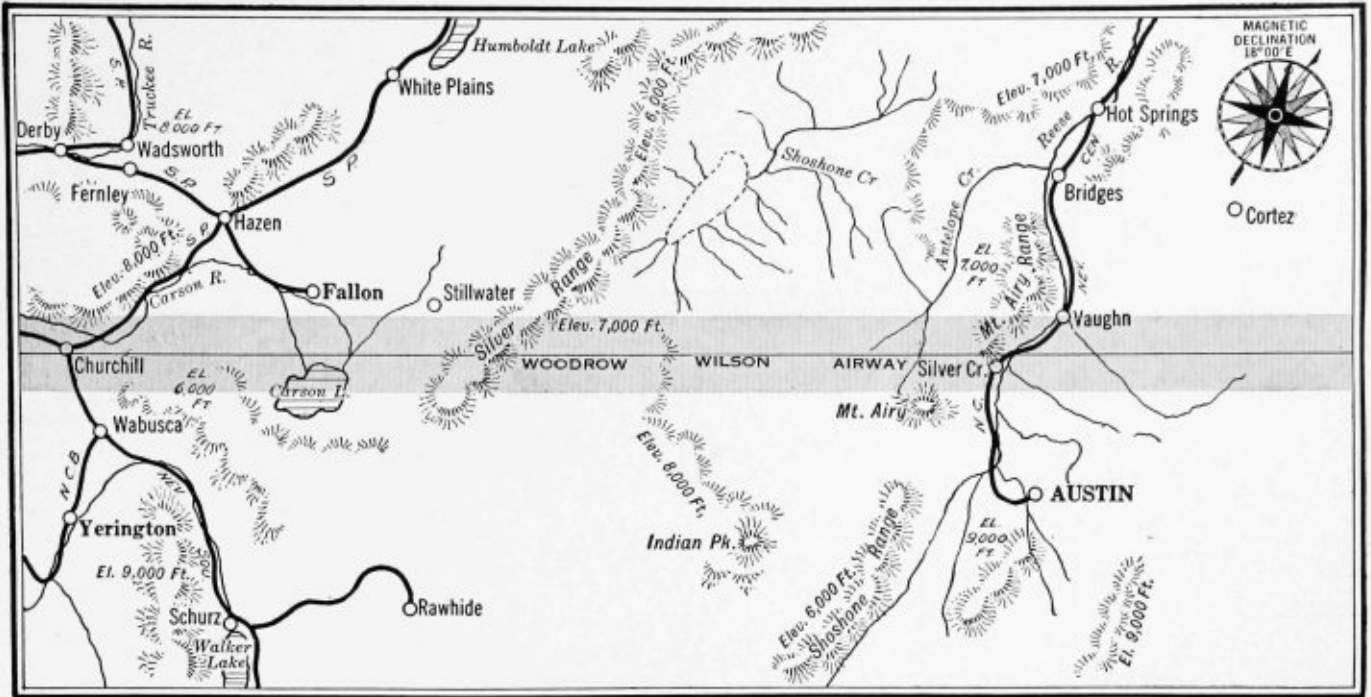 MAGNETIC
DECLINATION
18°00'E
Humboldt Lake
White Plains
Truckee R.
S.P.
EL
8,000 FT
Derby
Wadsworth
Fernley
S.P.
Hazen
S.P.
S.P.
Elev. 8,000 Ft.
Carson R.
Fallon
Stillwater
Elev. 6,000 Ft.
Shoshone Cr
Elev. 7,000 Ft.
Reese R.
Hot Springs
CEN
Bridges
Cortez
Antelope Cr.
EL
7,000
FT
Mt. Airy Range
NEV
Vaughn
Silver Range
Elev. 7,000 Ft.
WOODROW WILSON AIRWAY
Silver Cr.
Churchill
EL
6,000
FT
Carson L.
Mt. Airy
N.C.
Wabusca
Elev. 8,000 Ft.
NCB
NEV
SOU
AUSTIN
Yerington
Indian Pk.
EL
9,000
FT.
El. 9,000 Ft.
Elev. 6,000 Ft.
Shoshone Range
El. 9,000 Ft.
Schurz
Rawhide
Walker
Lake